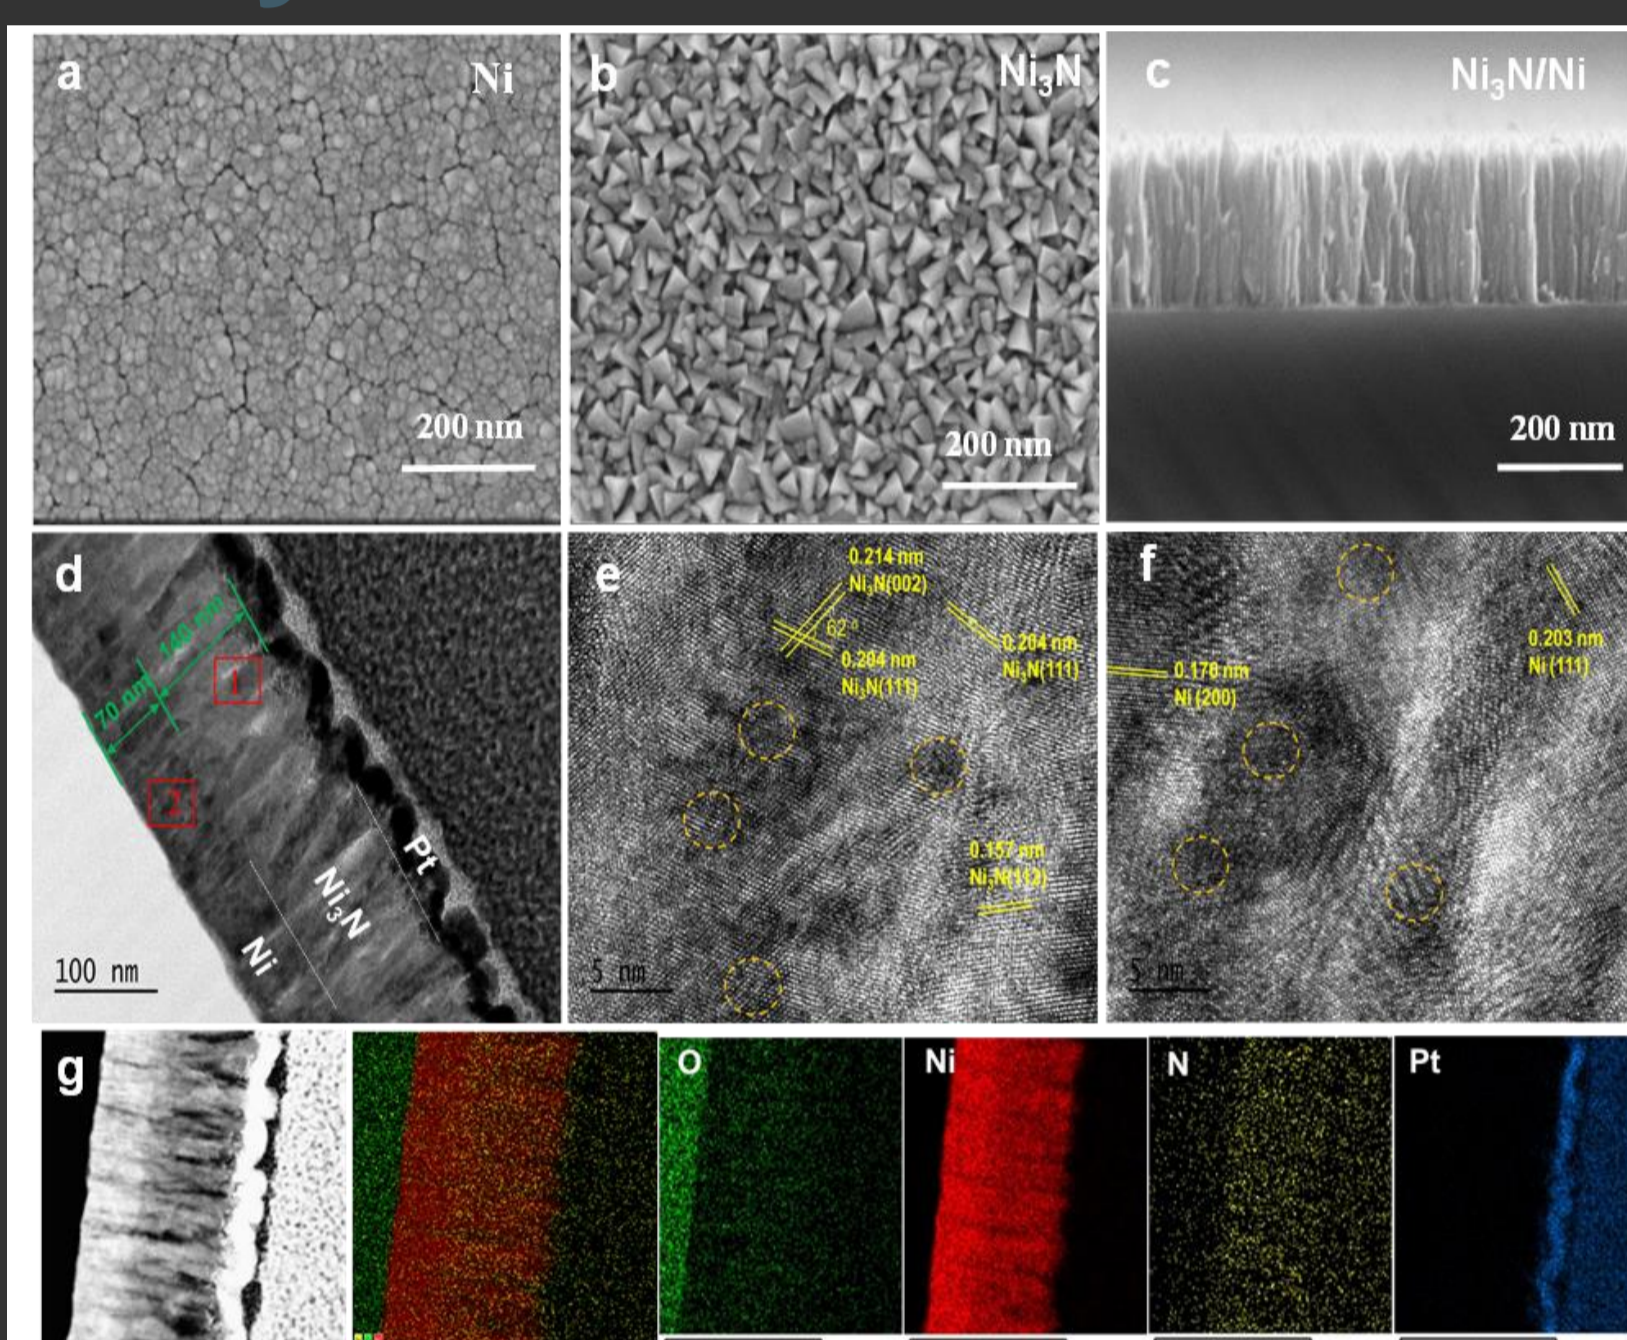 a
Ni
200 nm
b
Ni₃N
200 nm
c
Ni₃N/Ni
200 nm
d
140 nm
70 nm
1
2
Pt
Ni₃N
Ni
100 nm
e
0.214 nm
Ni₃N(002)
62°
0.204 nm
Ni₃N(111)
0.204 nm
Ni₃N(111)
0.157 nm
Ni₃N(112)
5 nm
f
0.203 nm
Ni (111)
0.176 nm
Ni (200)
5 nm
g
O
Ni
N
Pt